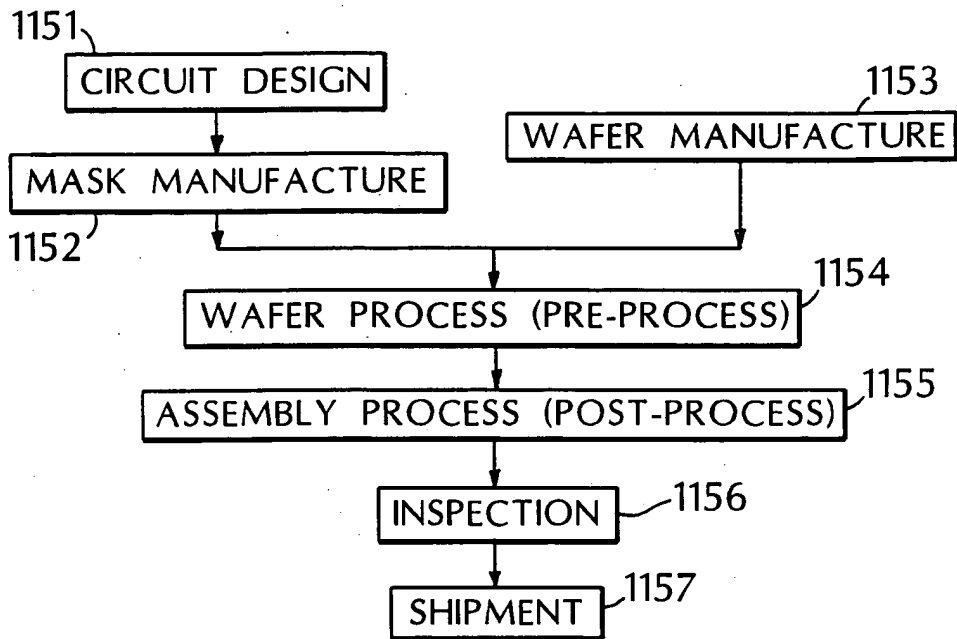 1151
CIRCUIT DESIGN
1153
WAFER MANUFACTURE
MASK MANUFACTURE
1152
1154
WAFER PROCESS (PRE-PROCESS)
1155
ASSEMBLY PROCESS (POST-PROCESS)
INSPECTION
1156
SHIPMENT
1157